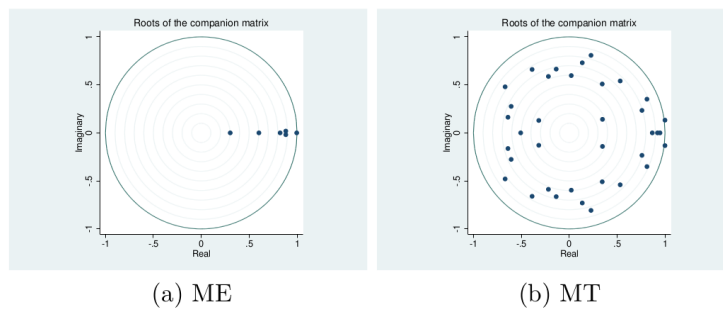 Roots of the companion matrix
1
.5
0
-.5
-1
Imaginary
-1 -.5 0 .5 1
Real
(a) ME
Roots of the companion matrix
1
.5
0
-.5
-1
Imaginary
-1 -.5 0 .5 1
Real
(b) MT